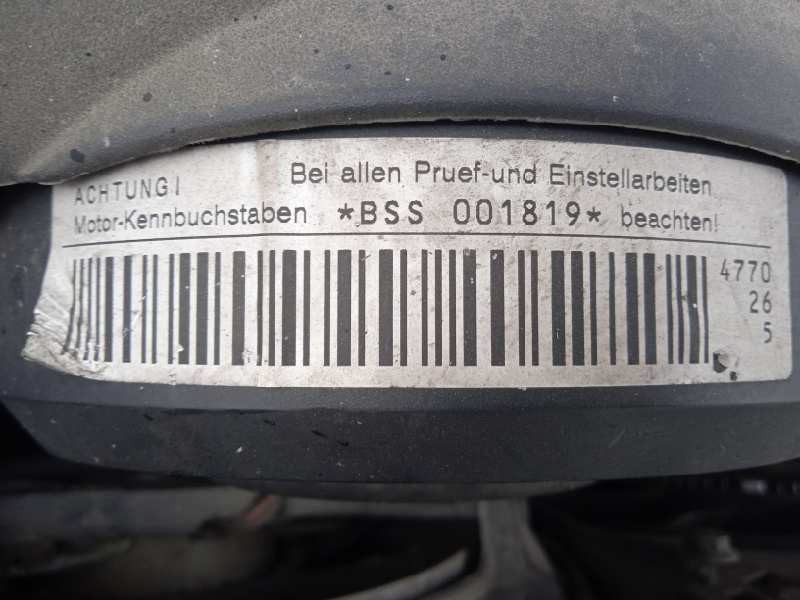 ACHTUNG! Bei allen Pruef-und Einstellarbeiten
Motor-Kennbuchstaben *BSS 001819* beachten!
4770
26
5